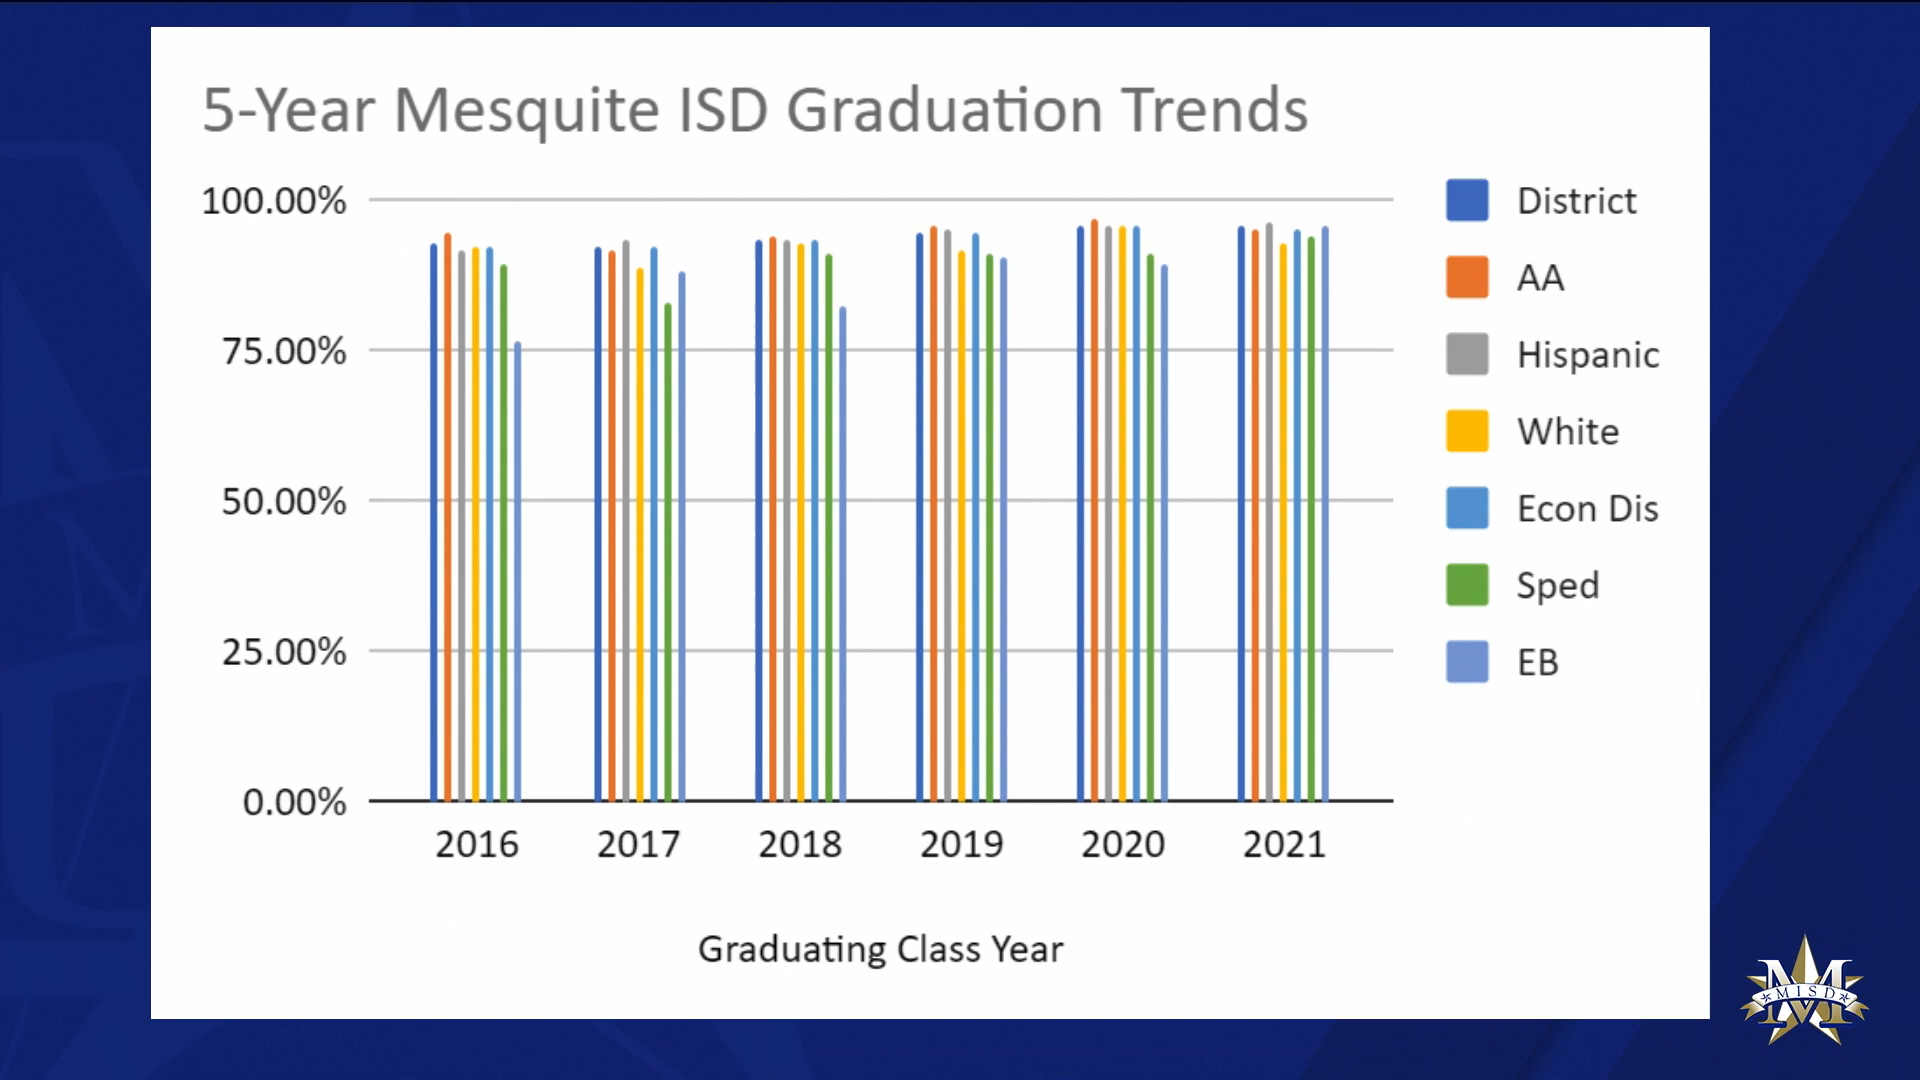 5-Year Mesquite ISD Graduation Trends
100.00%
75.00%
50.00%
25.00%
0.00%
2016 2017 2018 2019 2020 2021
Graduating Class Year
District
AA
Hispanic
White
Econ Dis
Sped
EB
M
MISD